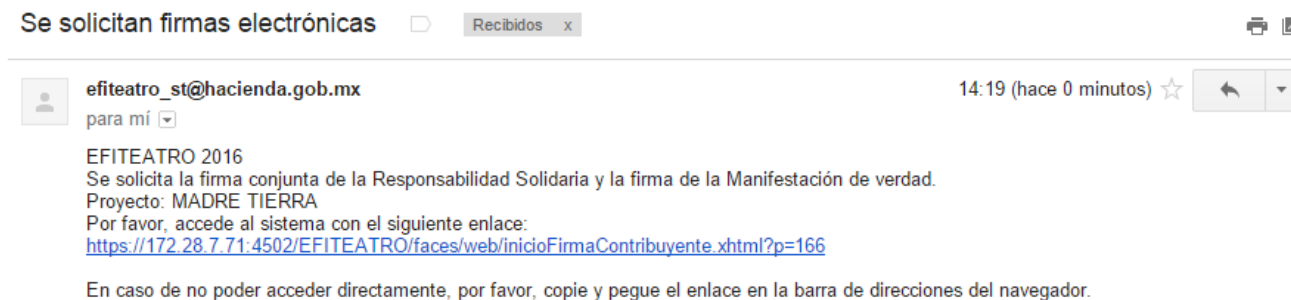 Se solicitan firmas electrónicas
Recibidos x
efiteatro_st@hacienda.gob.mx 14:19 (hace 0 minutos)
para mí
EFITEATRO 2016
Se solicita la firma conjunta de la Responsabilidad Solidaria y la firma de la Manifestación de verdad.
Proyecto: MADRE TIERRA
Por favor, accede al sistema con el siguiente enlace:
https://172.28.7.71:4502/EFITEATRO/faces/web/inicioFirmaContribuyente.xhtml?p=166
En caso de no poder acceder directamente, por favor, copie y pegue el enlace en la barra de direcciones del navegador.